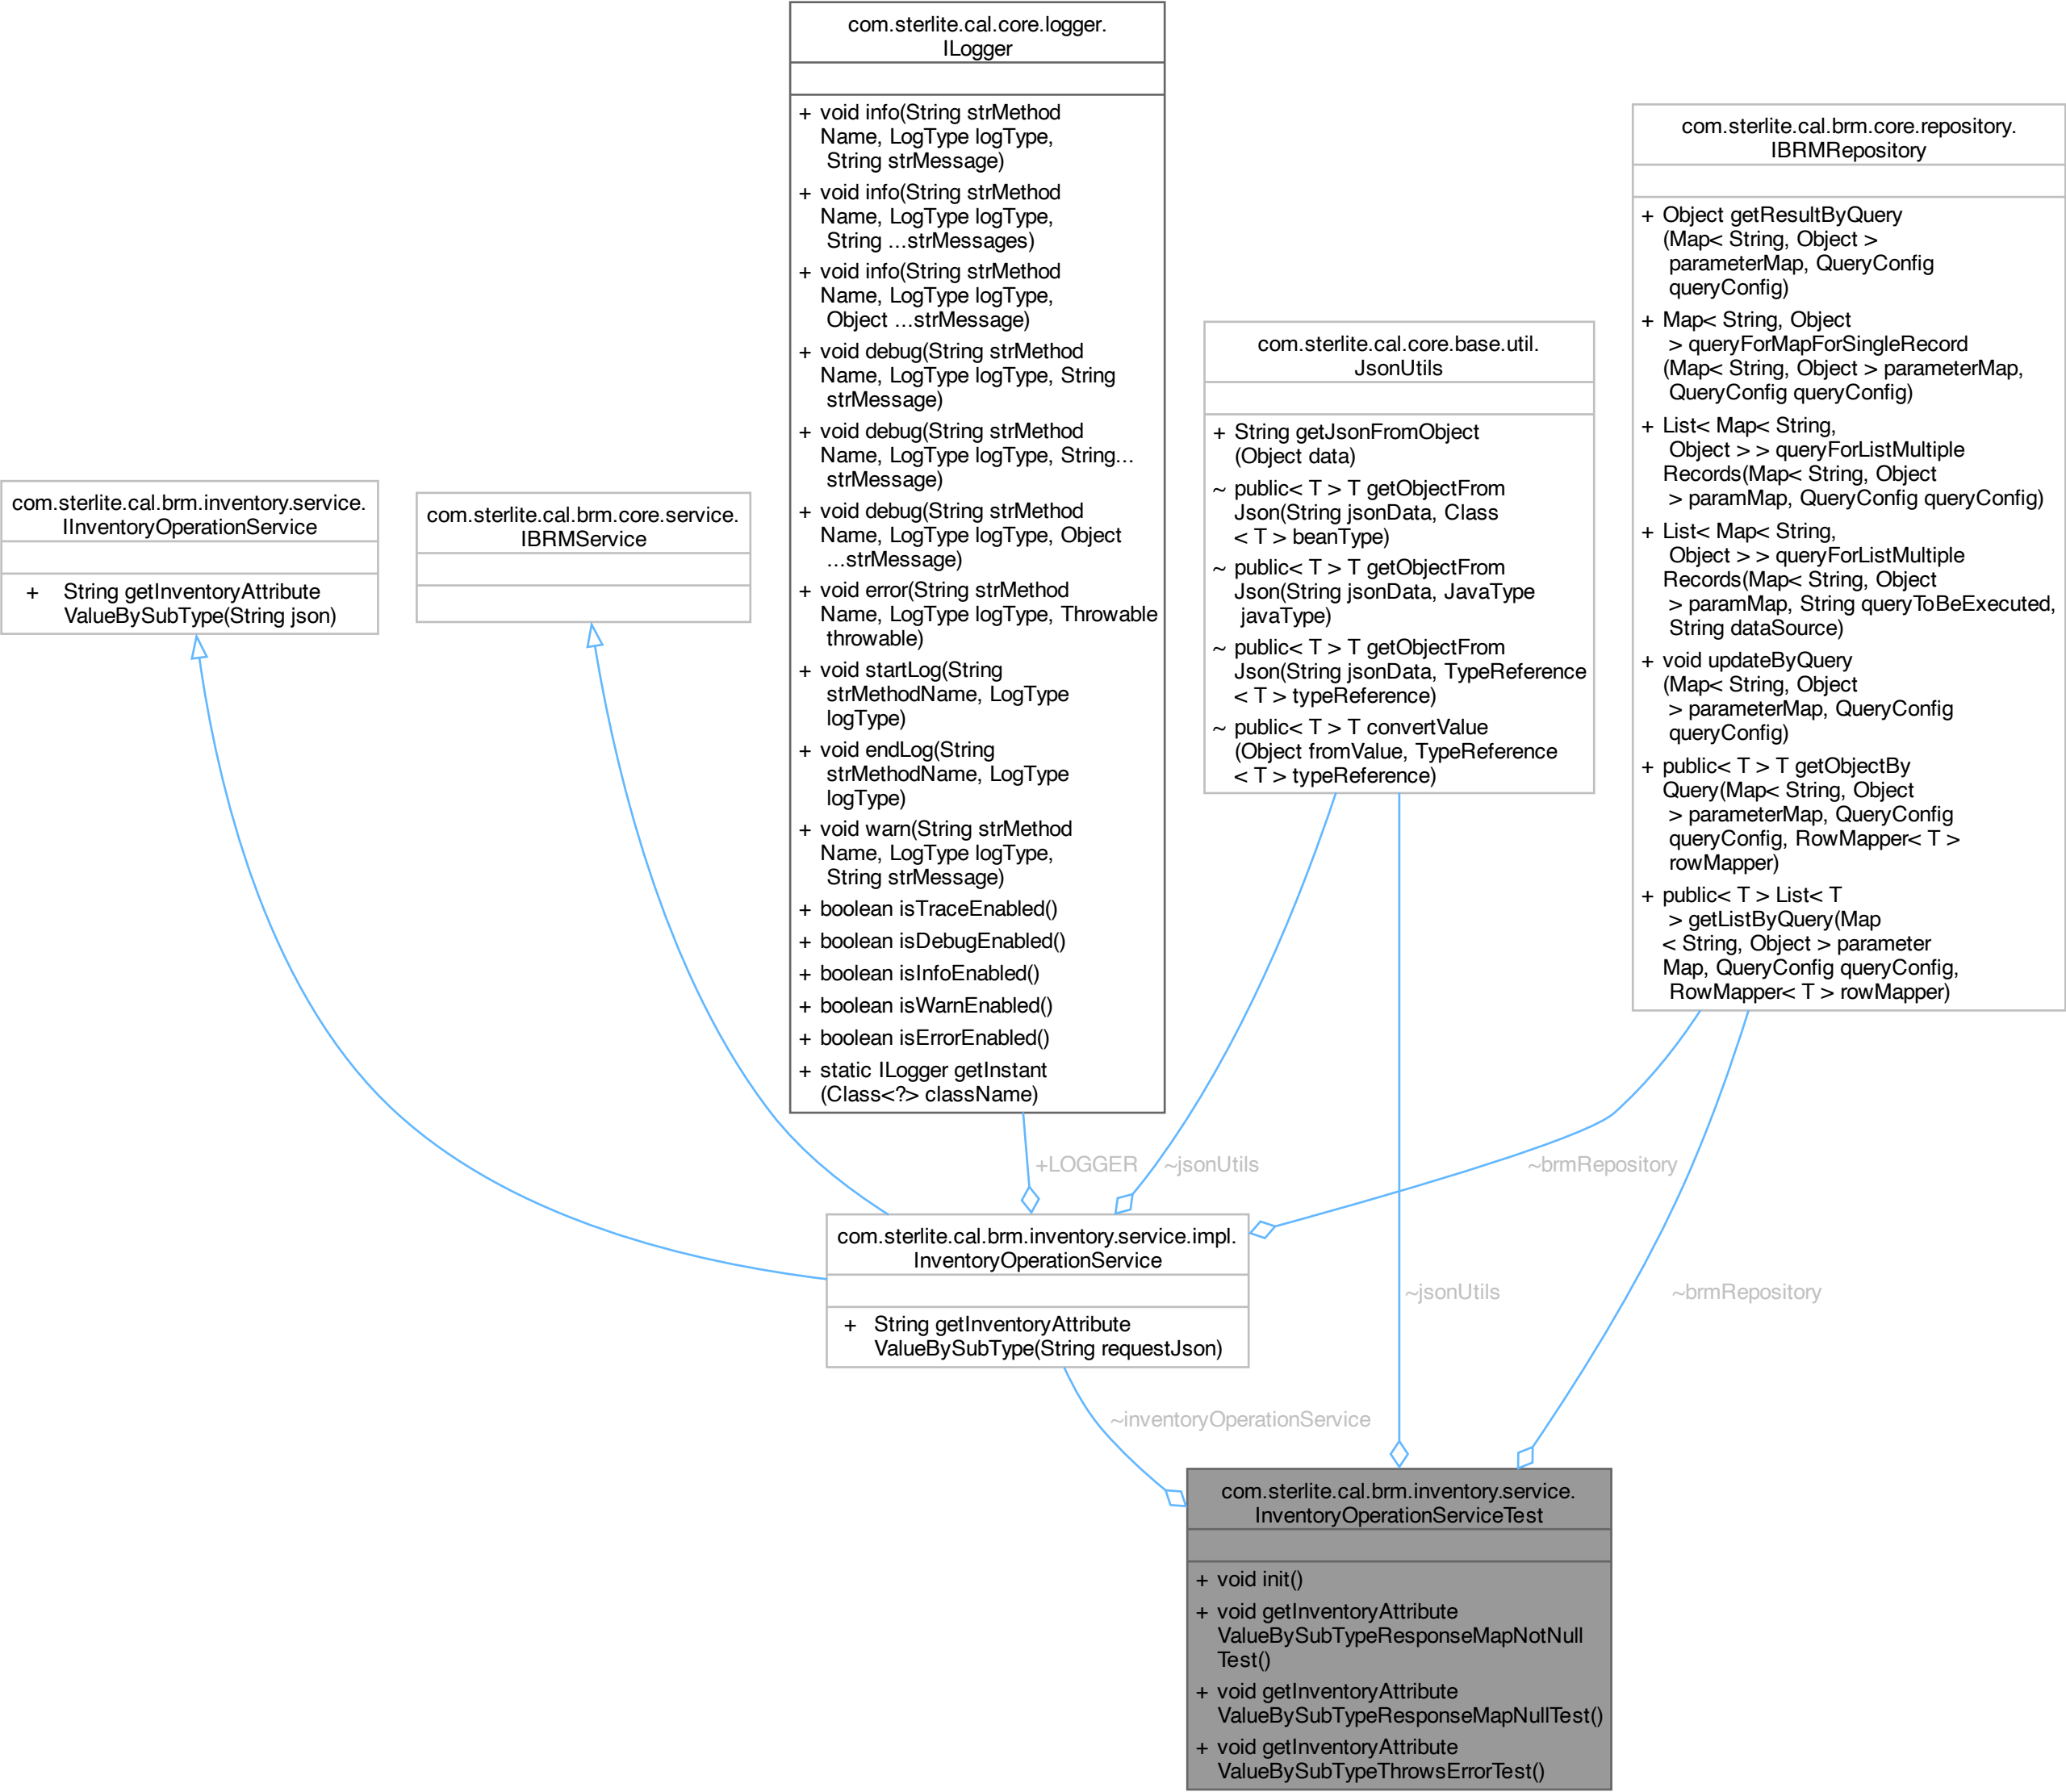 com.sterlite.cal.core.logger.
ILogger
+ void info(String strMethod
Name, LogType logType,
String strMessage)
+ void info(String strMethod
Name, LogType logType,
String ...strMessages)
+ void info(String strMethod
Name, LogType logType,
Object ...strMessage)
+ void debug(String strMethod
Name, LogType logType, String
strMessage)
+ void debug(String strMethod
Name, LogType logType, String...
strMessage)
+ void debug(String strMethod
Name, LogType logType, Object
...strMessage)
+ void error(String strMethod
Name, LogType logType, Throwable
throwable)
+ void startLog(String
strMethodName, LogType
logType)
+ void endLog(String
strMethodName, LogType
logType)
+ void warn(String strMethod
Name, LogType logType,
String strMessage)
+ boolean isTraceEnabled()
+ boolean isDebugEnabled()
+ boolean isInfoEnabled()
+ boolean isWarnEnabled()
+ boolean isErrorEnabled()
+ static ILogger getInstant
(Class<?> className)
com.sterlite.cal.brm.core.repository.
IBRMRepository
+ Object getResultByQuery
(Map< String, Object >
parameterMap, QueryConfig
queryConfig)
+ Map< String, Object
> queryForMapForSingleRecord
(Map< String, Object > parameterMap,
QueryConfig queryConfig)
+ List< Map< String,
Object > > queryForListMultiple
Records(Map< String, Object
> paramMap, QueryConfig queryConfig)
+ List< Map< String,
Object > > queryForListMultiple
Records(Map< String, Object
> paramMap, String queryToBeExecuted,
String dataSource)
+ void updateByQuery
(Map< String, Object
> parameterMap, QueryConfig
queryConfig)
+ public< T > T getObjectBy
Query(Map< String, Object
> parameterMap, QueryConfig
queryConfig, RowMapper< T >
rowMapper)
+ public< T > List< T
> getListByQuery(Map
< String, Object > parameter
Map, QueryConfig queryConfig,
RowMapper< T > rowMapper)
com.sterlite.cal.core.base.util.
JsonUtils
+ String getJsonFromObject
(Object data)
~ public< T > T getObjectFrom
Json(String jsonData, Class
< T > beanType)
~ public< T > T getObjectFrom
Json(String jsonData, JavaType
javaType)
~ public< T > T getObjectFrom
Json(String jsonData, TypeReference
< T > typeReference)
~ public< T > T convertValue
(Object fromValue, TypeReference
< T > typeReference)
com.sterlite.cal.brm.inventory.service.
IInventoryOperationService
+ String getInventoryAttribute
ValueBySubType(String json)
com.sterlite.cal.brm.core.service.
IBRMService
+LOGGER
~jsonUtils
~brmRepository
com.sterlite.cal.brm.inventory.service.impl.
InventoryOperationService
+ String getInventoryAttribute
ValueBySubType(String requestJson)
~jsonUtils
~brmRepository
~inventoryOperationService
com.sterlite.cal.brm.inventory.service.
InventoryOperationServiceTest
+ void init()
+ void getInventoryAttribute
ValueBySubTypeResponseMapNotNull
Test()
+ void getInventoryAttribute
ValueBySubTypeResponseMapNullTest()
+ void getInventoryAttribute
ValueBySubTypeThrowsErrorTest()